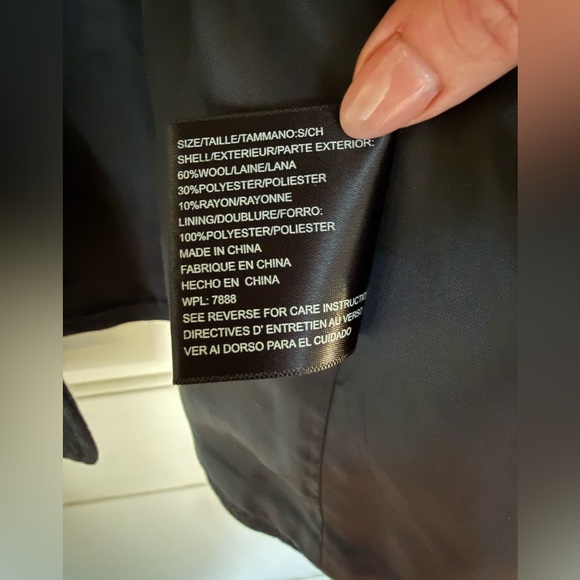 SIZE/TAILLE/TAMMANO:S/CH
SHELL/EXTERIEUR/PARTE EXTERIOR:
60%WOOL/LAINE/LANA
30%POLYESTER/POLIESTER
10%RAYON/RAYONNE
LINING/DOUBLURE/FORRO:
100%POLYESTER/POLIESTER
MADE IN CHINA
FABRIQUE EN CHINA
HECHO EN CHINA
WPL: 7888
SEE REVERSE FOR CARE
DIRECTIVES D' ENTRETIEN AU VERSO
VER AI DORSO PARA EL CUIDADO